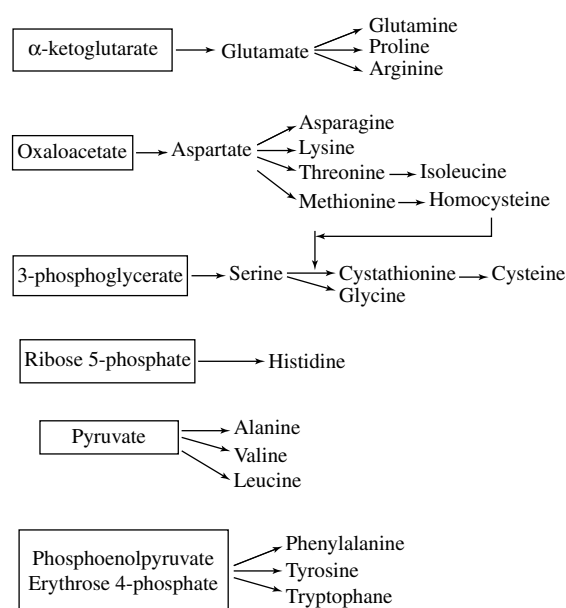 α-ketoglutarate
Glutamate
Glutamine
Proline
Arginine
Oxaloacetate
Aspartate
Asparagine
Lysine
Threonine
Isoleucine
Methionine
Homocysteine
3-phosphoglycerate
Serine
Cystathionine
Cysteine
Glycine
Ribose 5-phosphate
Histidine
Pyruvate
Alanine
Valine
Leucine
Phosphoenolpyruvate
Erythrose 4-phosphate
Phenylalanine
Tyrosine
Tryptophane